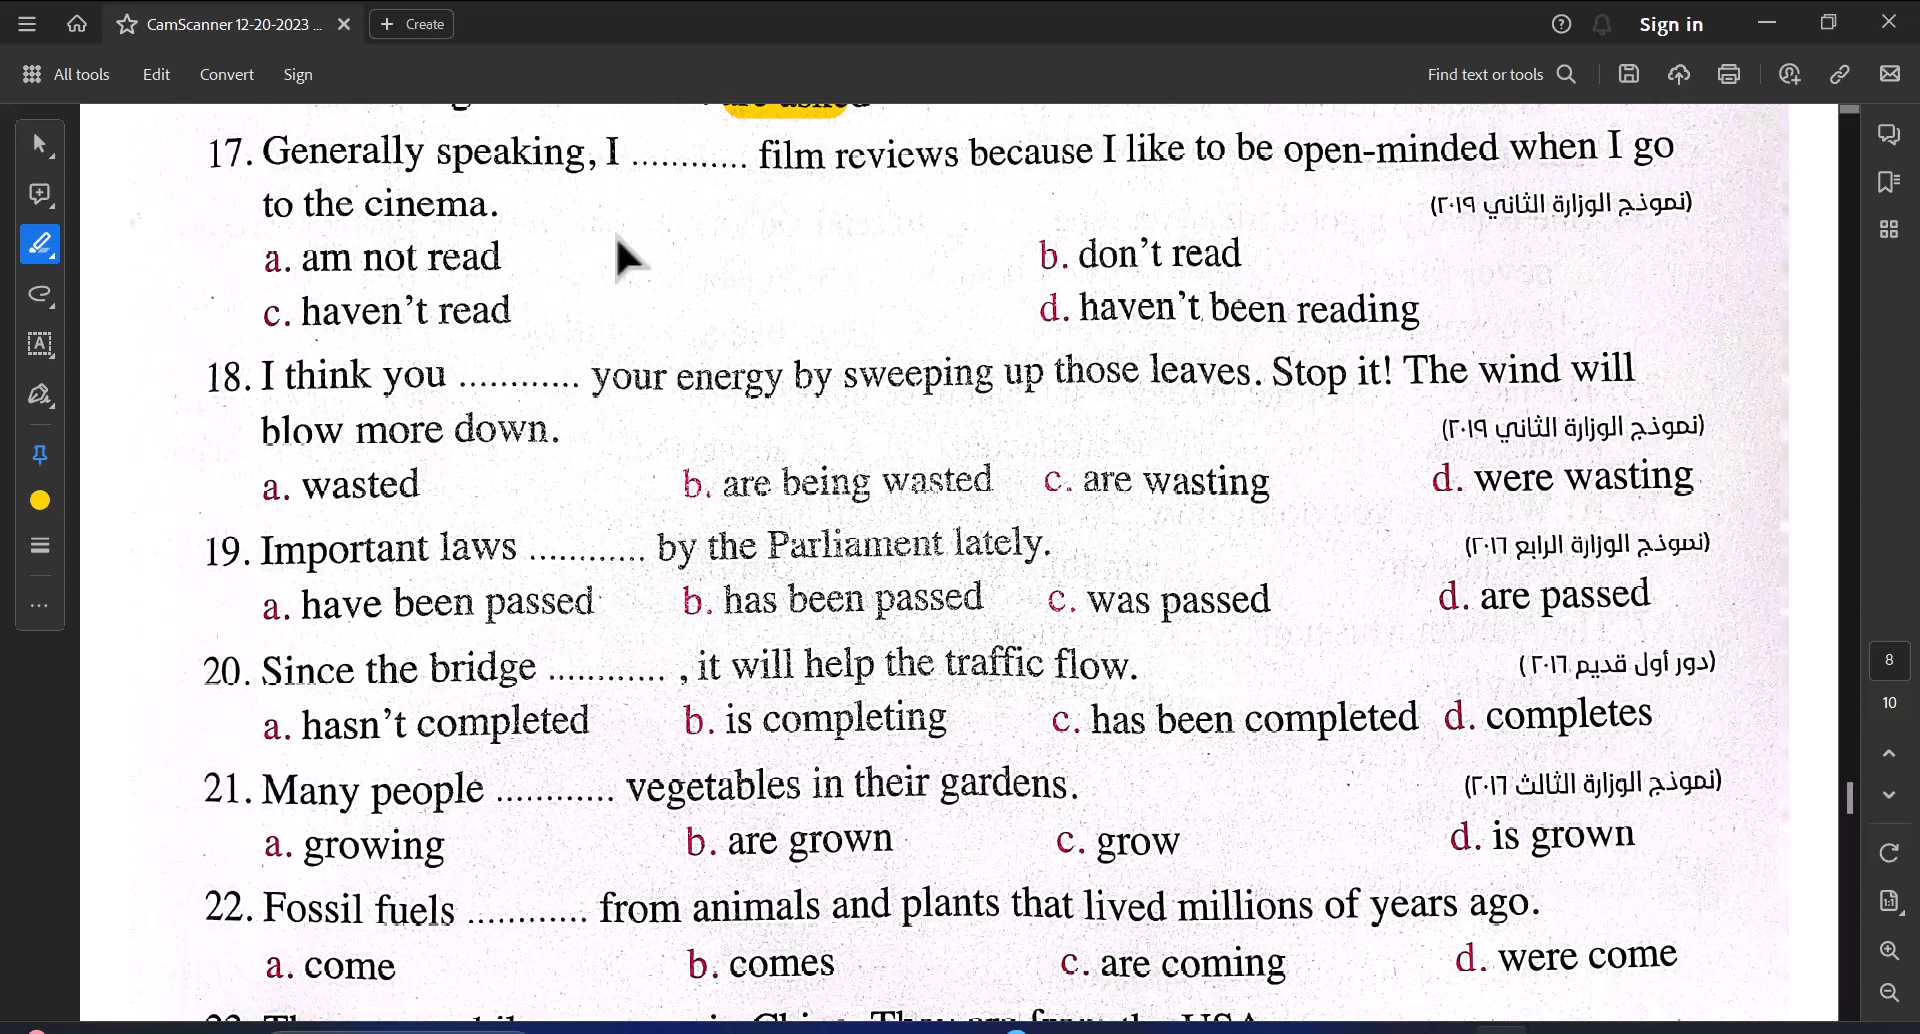 CamScanner 12-20-2023 ...
Create
Sign in
All tools
Edit
Convert
Sign
Find text or tools
are asked
17. Generally speaking, I ............ film reviews because I like to be open-minded when I go
to the cinema.
(نموذج الوزارة الثاني ٢٠١٩)
a. am not read
b. don't read
c. haven't read
d. haven't been reading
18. I think you ............ your energy by sweeping up those leaves. Stop it! The wind will
blow more down.
(نموذج الوزارة الثاني ٢٠١٩)
a. wasted
b. are being wasted
c. are wasting
d. were wasting
19. Important laws ............ by the Parliament lately.
(نموذج الوزارة الرابع ٢٠١٦)
a. have been passed
b. has been passed
c. was passed
d. are passed
20. Since the bridge ............ , it will help the traffic flow.
(دور أول قديم ٢٠١٦)
a. hasn't completed
b. is completing
c. has been completed
d. completes
21. Many people ............ vegetables in their gardens.
(نموذج الوزارة الثالث ٢٠١٦)
a. growing
b. are grown
c. grow
d. is grown
22. Fossil fuels ............ from animals and plants that lived millions of years ago.
a. come
b. comes
c. are coming
d. were come
8
10